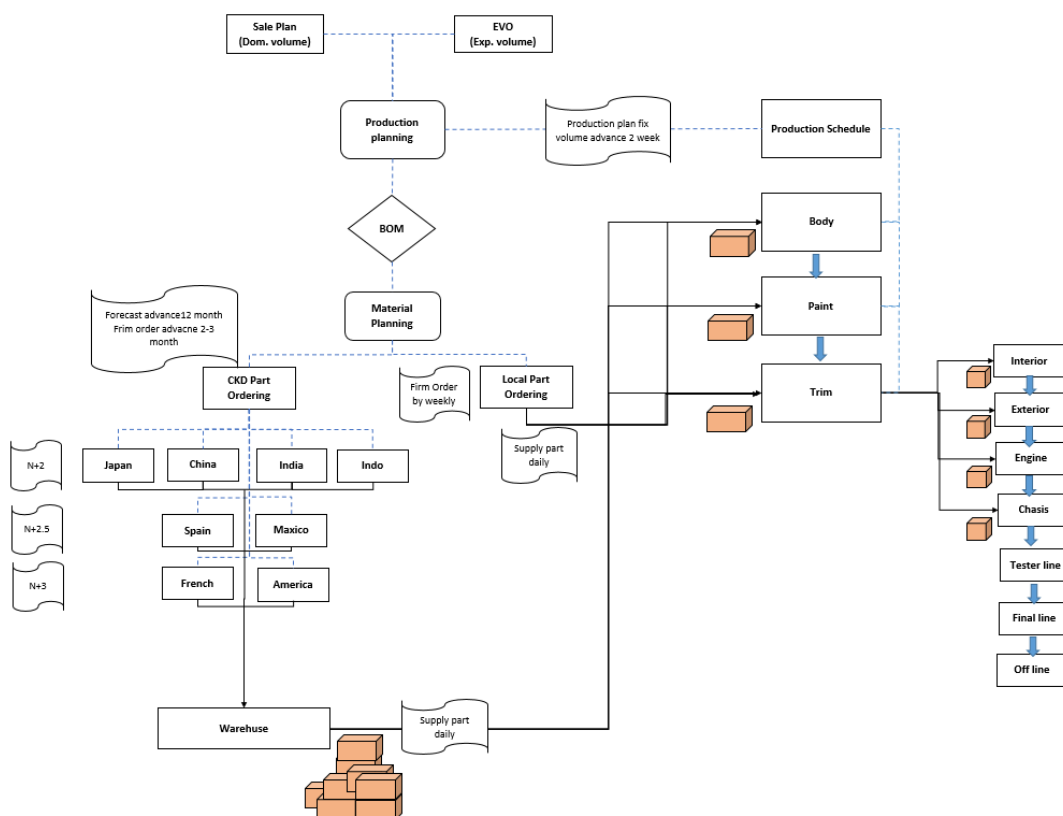 Sale Plan
(Dom. volume)
EVO
(Exp. volume)
Production
planning
Production plan fix
volume advance 2 week
Production Schedule
BOM
Body
Material
Planning
Paint
Forecast advance12 month
Frim order advacne 2-3
month
CKD Part
Ordering
Firm Order
by weekly
Local Part
Ordering
Trim
Interior
Exterior
Supply part
daily
N+2
Japan
China
India
Indo
Engine
N+2.5
Spain
Maxico
Chasis
N+3
French
America
Tester line
Final line
Off line
Warehuse
Supply part
daily